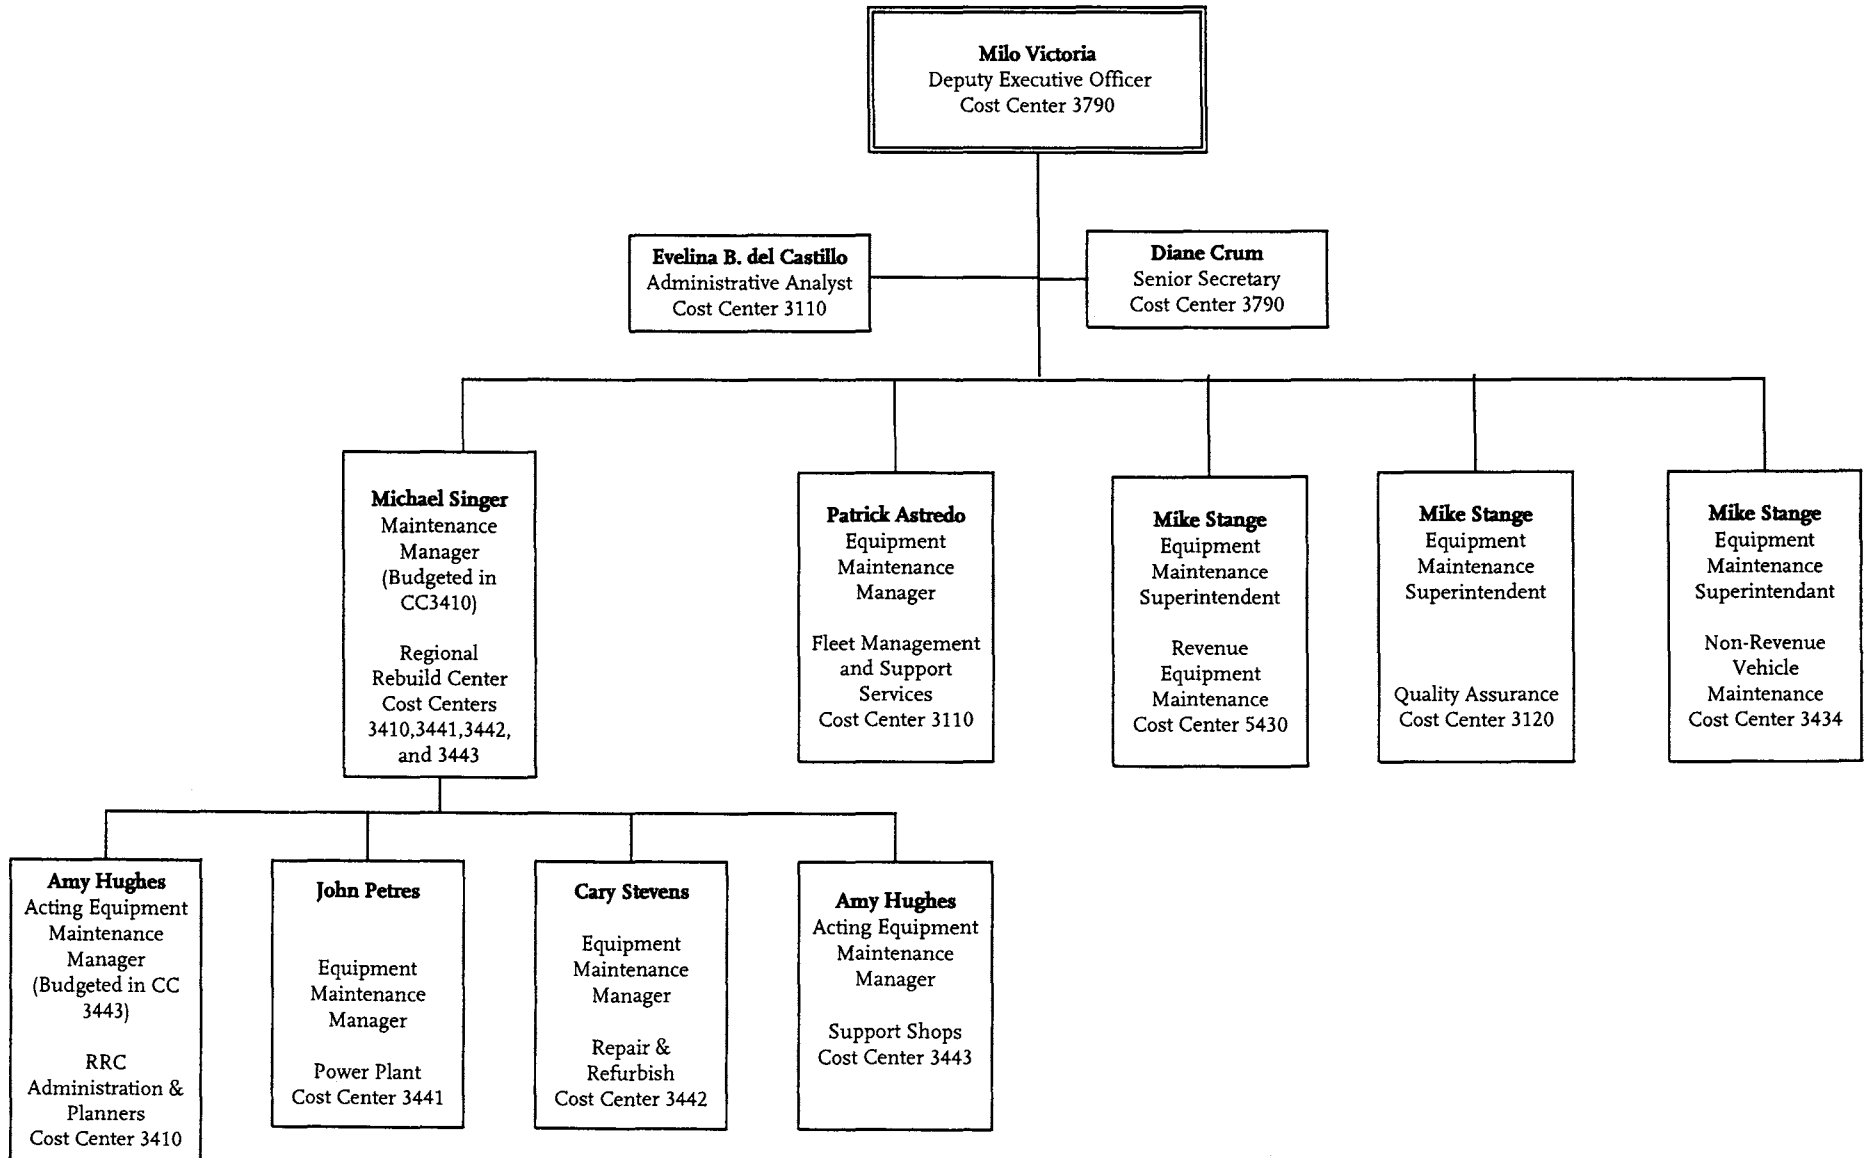 Milo Victoria
Deputy Executive Officer
Cost Center 3790
Evelina B. del Castillo
Administrative Analyst
Cost Center 3110
Diane Crum
Senior Secretary
Cost Center 3790
Michael Singer
Maintenance
Manager
(Budgeted in
CC3410)
Regional
Rebuild Center
Cost Centers
3410,3441,3442,
and 3443
Patrick Astredo
Equipment
Maintenance
Manager
Fleet Management
and Support
Services
Cost Center 3110
Mike Stange
Equipment
Maintenance
Superintendent
Revenue
Equipment
Maintenance
Cost Center 5430
Mike Stange
Equipment
Maintenance
Superintendent
Quality Assurance
Cost Center 3120
Mike Stange
Equipment
Maintenance
Superintendant
Non-Revenue
Vehicle
Maintenance
Cost Center 3434
Amy Hughes
Acting Equipment
Maintenance
Manager
(Budgeted in CC
3443)
RRC
Administration &
Planners
Cost Center 3410
John Petres
Equipment
Maintenance
Manager
Power Plant
Cost Center 3441
Cary Stevens
Equipment
Maintenance
Manager
Repair &
Refurbish
Cost Center 3442
Amy Hughes
Acting Equipment
Maintenance
Manager
Support Shops
Cost Center 3443